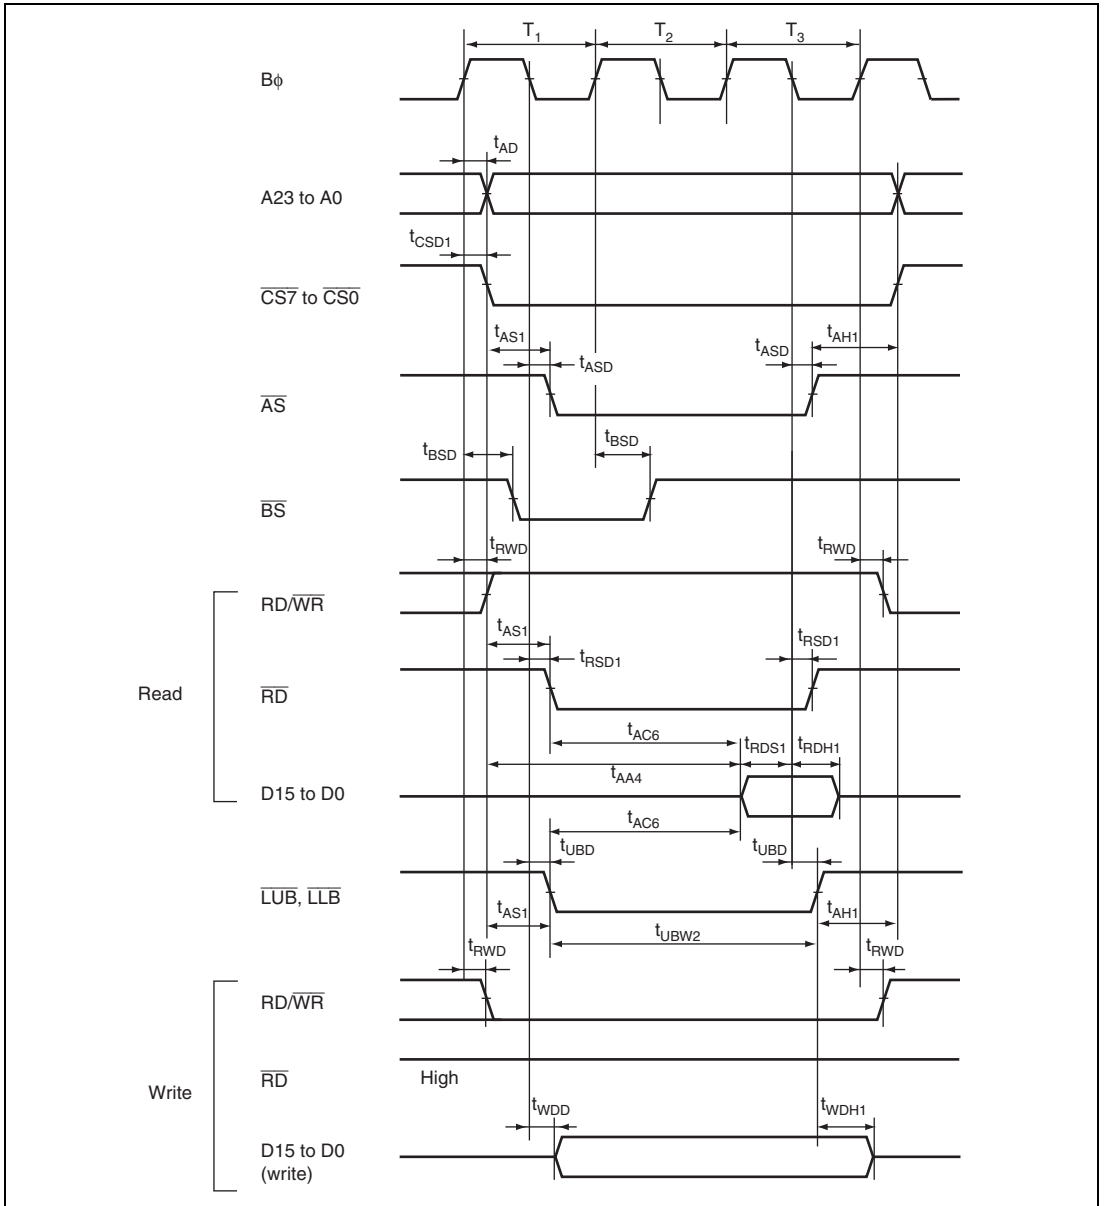 T1 T2 T3
Bφ
tAD
A23 to A0
tCSD1
CS7 to CS0
tAS1 tASD tAH1
tASD
AS
tBSD tBSD
BS
tRWD tRWD
RD/WR
tAS1 tRSD1
tRSD1
Read
RD
tAC6 tRDS1 tRDH1
tAA4
D15 to D0
tAC6
tUBD tUBD
LUB, LLB
tAS1 tAH1
tUBW2
tRWD tRWD
RD/WR
RD
High
Write
tWDD tWDH1
D15 to D0
(write)